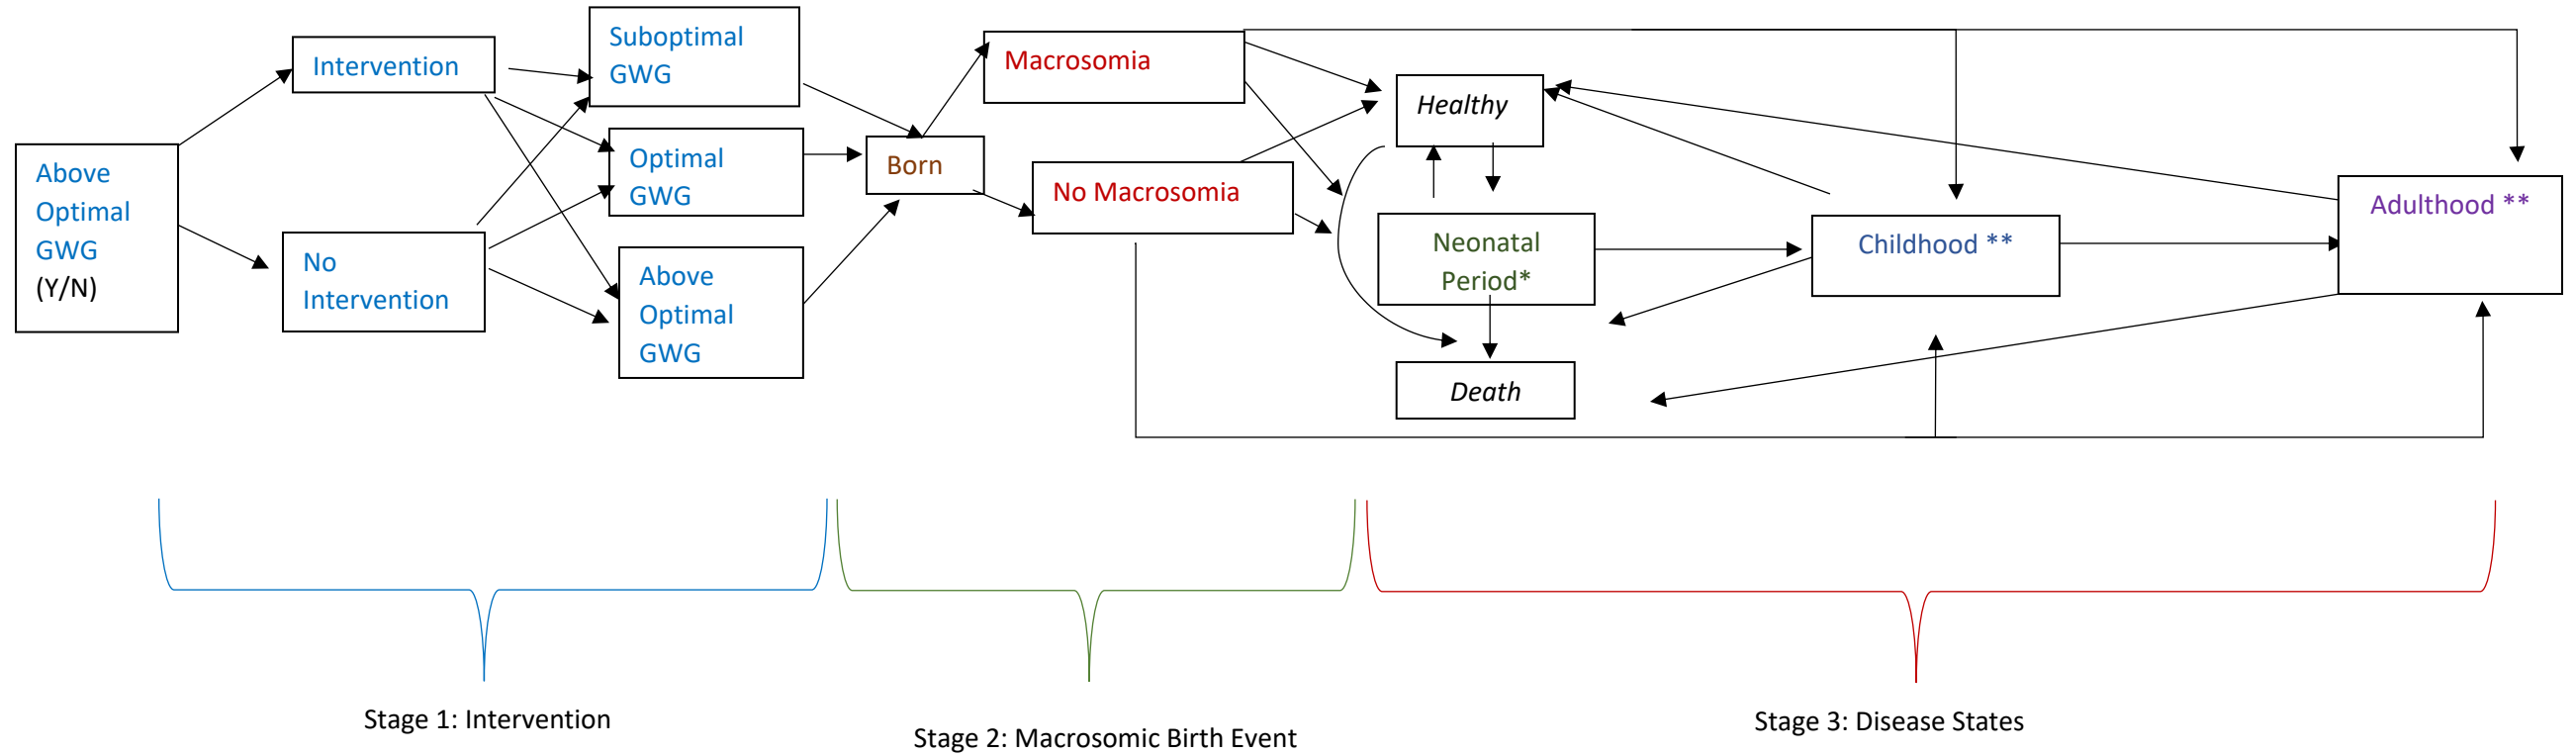 Above
Optimal
GWG
(Y/N)
Intervention
No
Intervention
Suboptimal
GWG
Optimal
GWG
Above
Optimal
GWG
Born
Macrosomia
No Macrosomia
Healthy
Neonatal
Period*
Death
Childhood **
Adulthood **
Stage 1: Intervention
Stage 2: Macrosomic Birth Event
Stage 3: Disease States